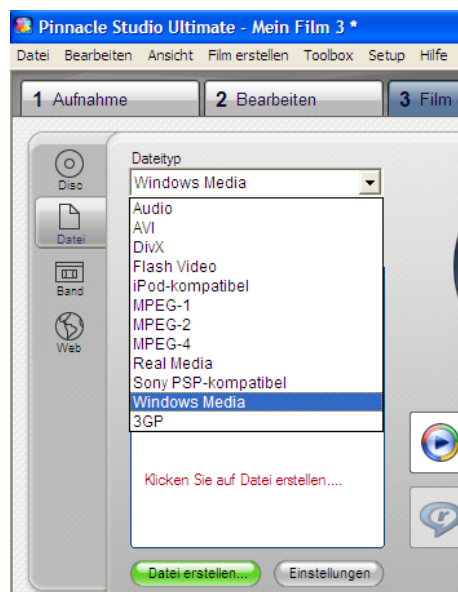 Pinnacle Studio Ultimate - Mein Film 3 *
Datei Bearbeiten Ansicht Film erstellen Toolbox Setup Hilfe
1 Aufnahme 2 Bearbeiten 3 Film
Disc
Datei
Band
Web
Dateityp
Windows Media
Audio
AVI
DivX
Flash Video
iPod-kompatibel
MPEG-1
MPEG-2
MPEG-4
Real Media
Sony PSP-kompatibel
Windows Media
3GP
Klicken Sie auf Datei erstellen....
Datei erstellen... Einstellungen